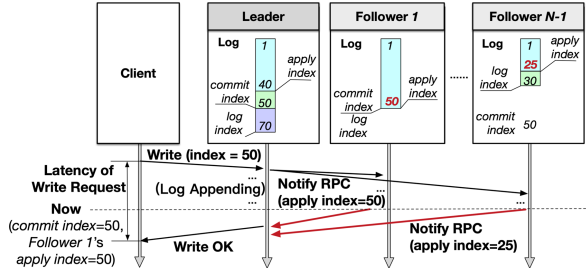 Leader
Follower 1
Follower N-1
Client
Log
1
40
50
70
apply
index
commit
index
log
index
Log
1
50
apply
index
commit
index
log
index
......
Log
1
25
30
apply
index
log
index
commit
index
50
Write (index = 50)
Latency of
Write Request
...
(Log Appending)
...
Notify RPC
(apply index=50)
...
...
Now
(commit index=50,
Follower 1's
apply index=50)
Write OK
Notify RPC
(apply index=25)